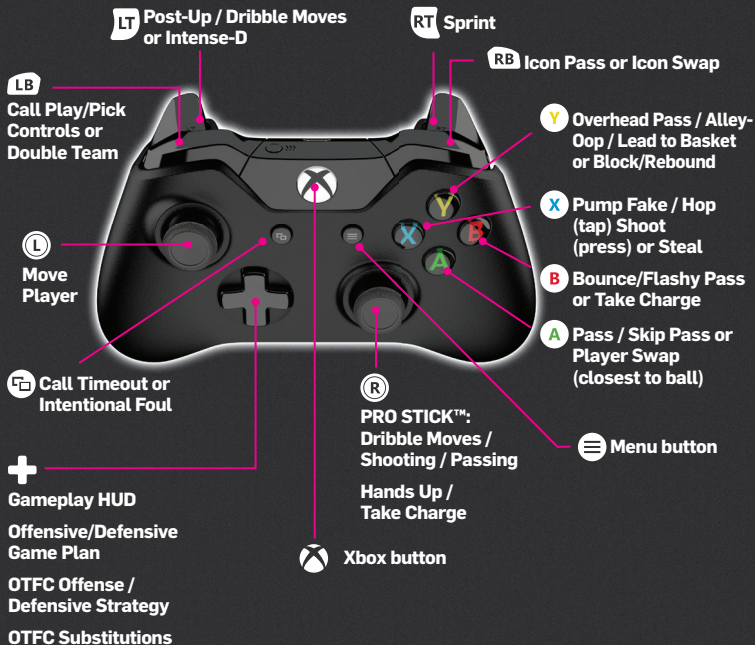 LT Post-Up / Dribble Moves
or Intense-D
RT Sprint
RB Icon Pass or Icon Swap
LB
Call Play/Pick
Controls or
Double Team
Y Overhead Pass / Alley-
Oop / Lead to Basket
or Block/Rebound
X Pump Fake / Hop
(tap) Shoot
(press) or Steal
B Bounce/Flashy Pass
or Take Charge
A Pass / Skip Pass or
Player Swap
(closest to ball)
Y
X
B
A
L
Move
Player
Call Timeout or
Intentional Foul
R
PRO STICK™:
Dribble Moves /
Shooting / Passing
Hands Up /
Take Charge
Menu button
Gameplay HUD
Offensive/Defensive
Game Plan
OTFC Offense /
Defensive Strategy
OTFC Substitutions
Xbox button